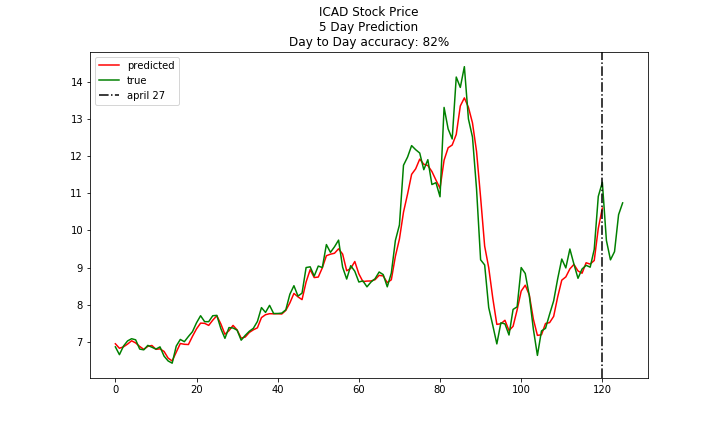 ICAD Stock Price
5 Day Prediction
Day to Day accuracy: 82%
predicted
true
april 27
14
13
12
11
10
9
8
7
0 20 40 60 80 100 120